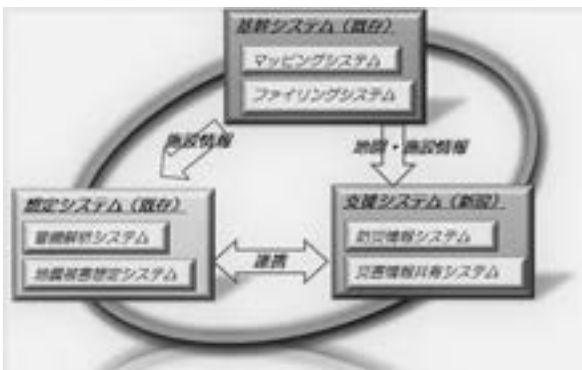 基幹システム（既存）
マッピングシステム
ファイリングシステム
施設情報
地図・施設情報
想定システム（既存）
管網解析システム
地震被害想定システム
連携
支援システム（新設）
防災情報システム
災害情報共有システム